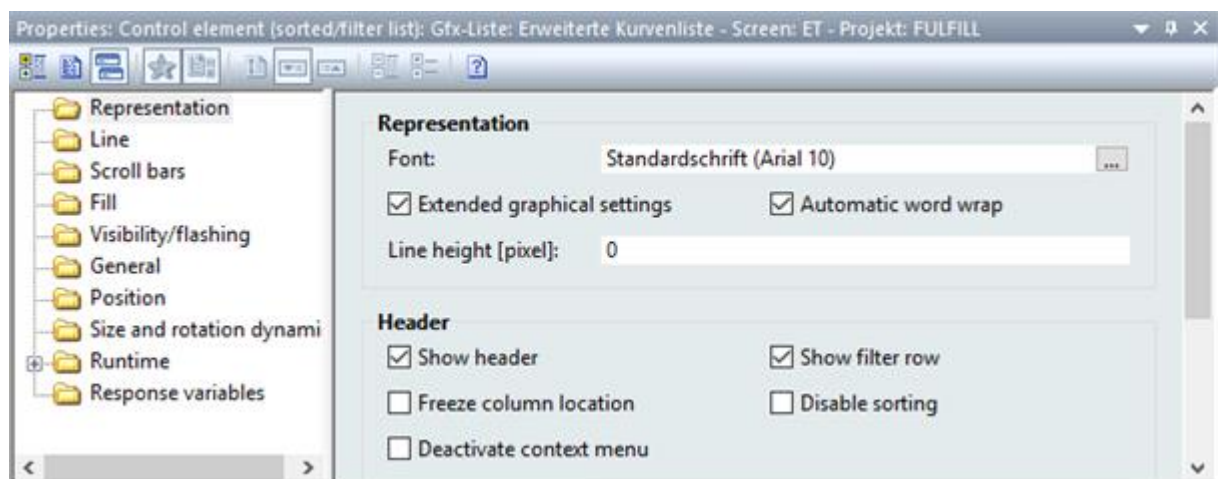 Properties: Control element (sorted/filter list): Gfx-Liste: Erweiterte Kurvenliste - Screen: ET - Projekt: FULFILL
Representation
Line
Scroll bars
Fill
Visibility/flashing
General
Position
Size and rotation dynami
Runtime
Response variables
Representation
Font: Standardschrift (Arial 10) ...
Extended graphical settings Automatic word wrap
Line height [pixel]: 0
Header
Show header Show filter row
Freeze column location Disable sorting
Deactivate context menu